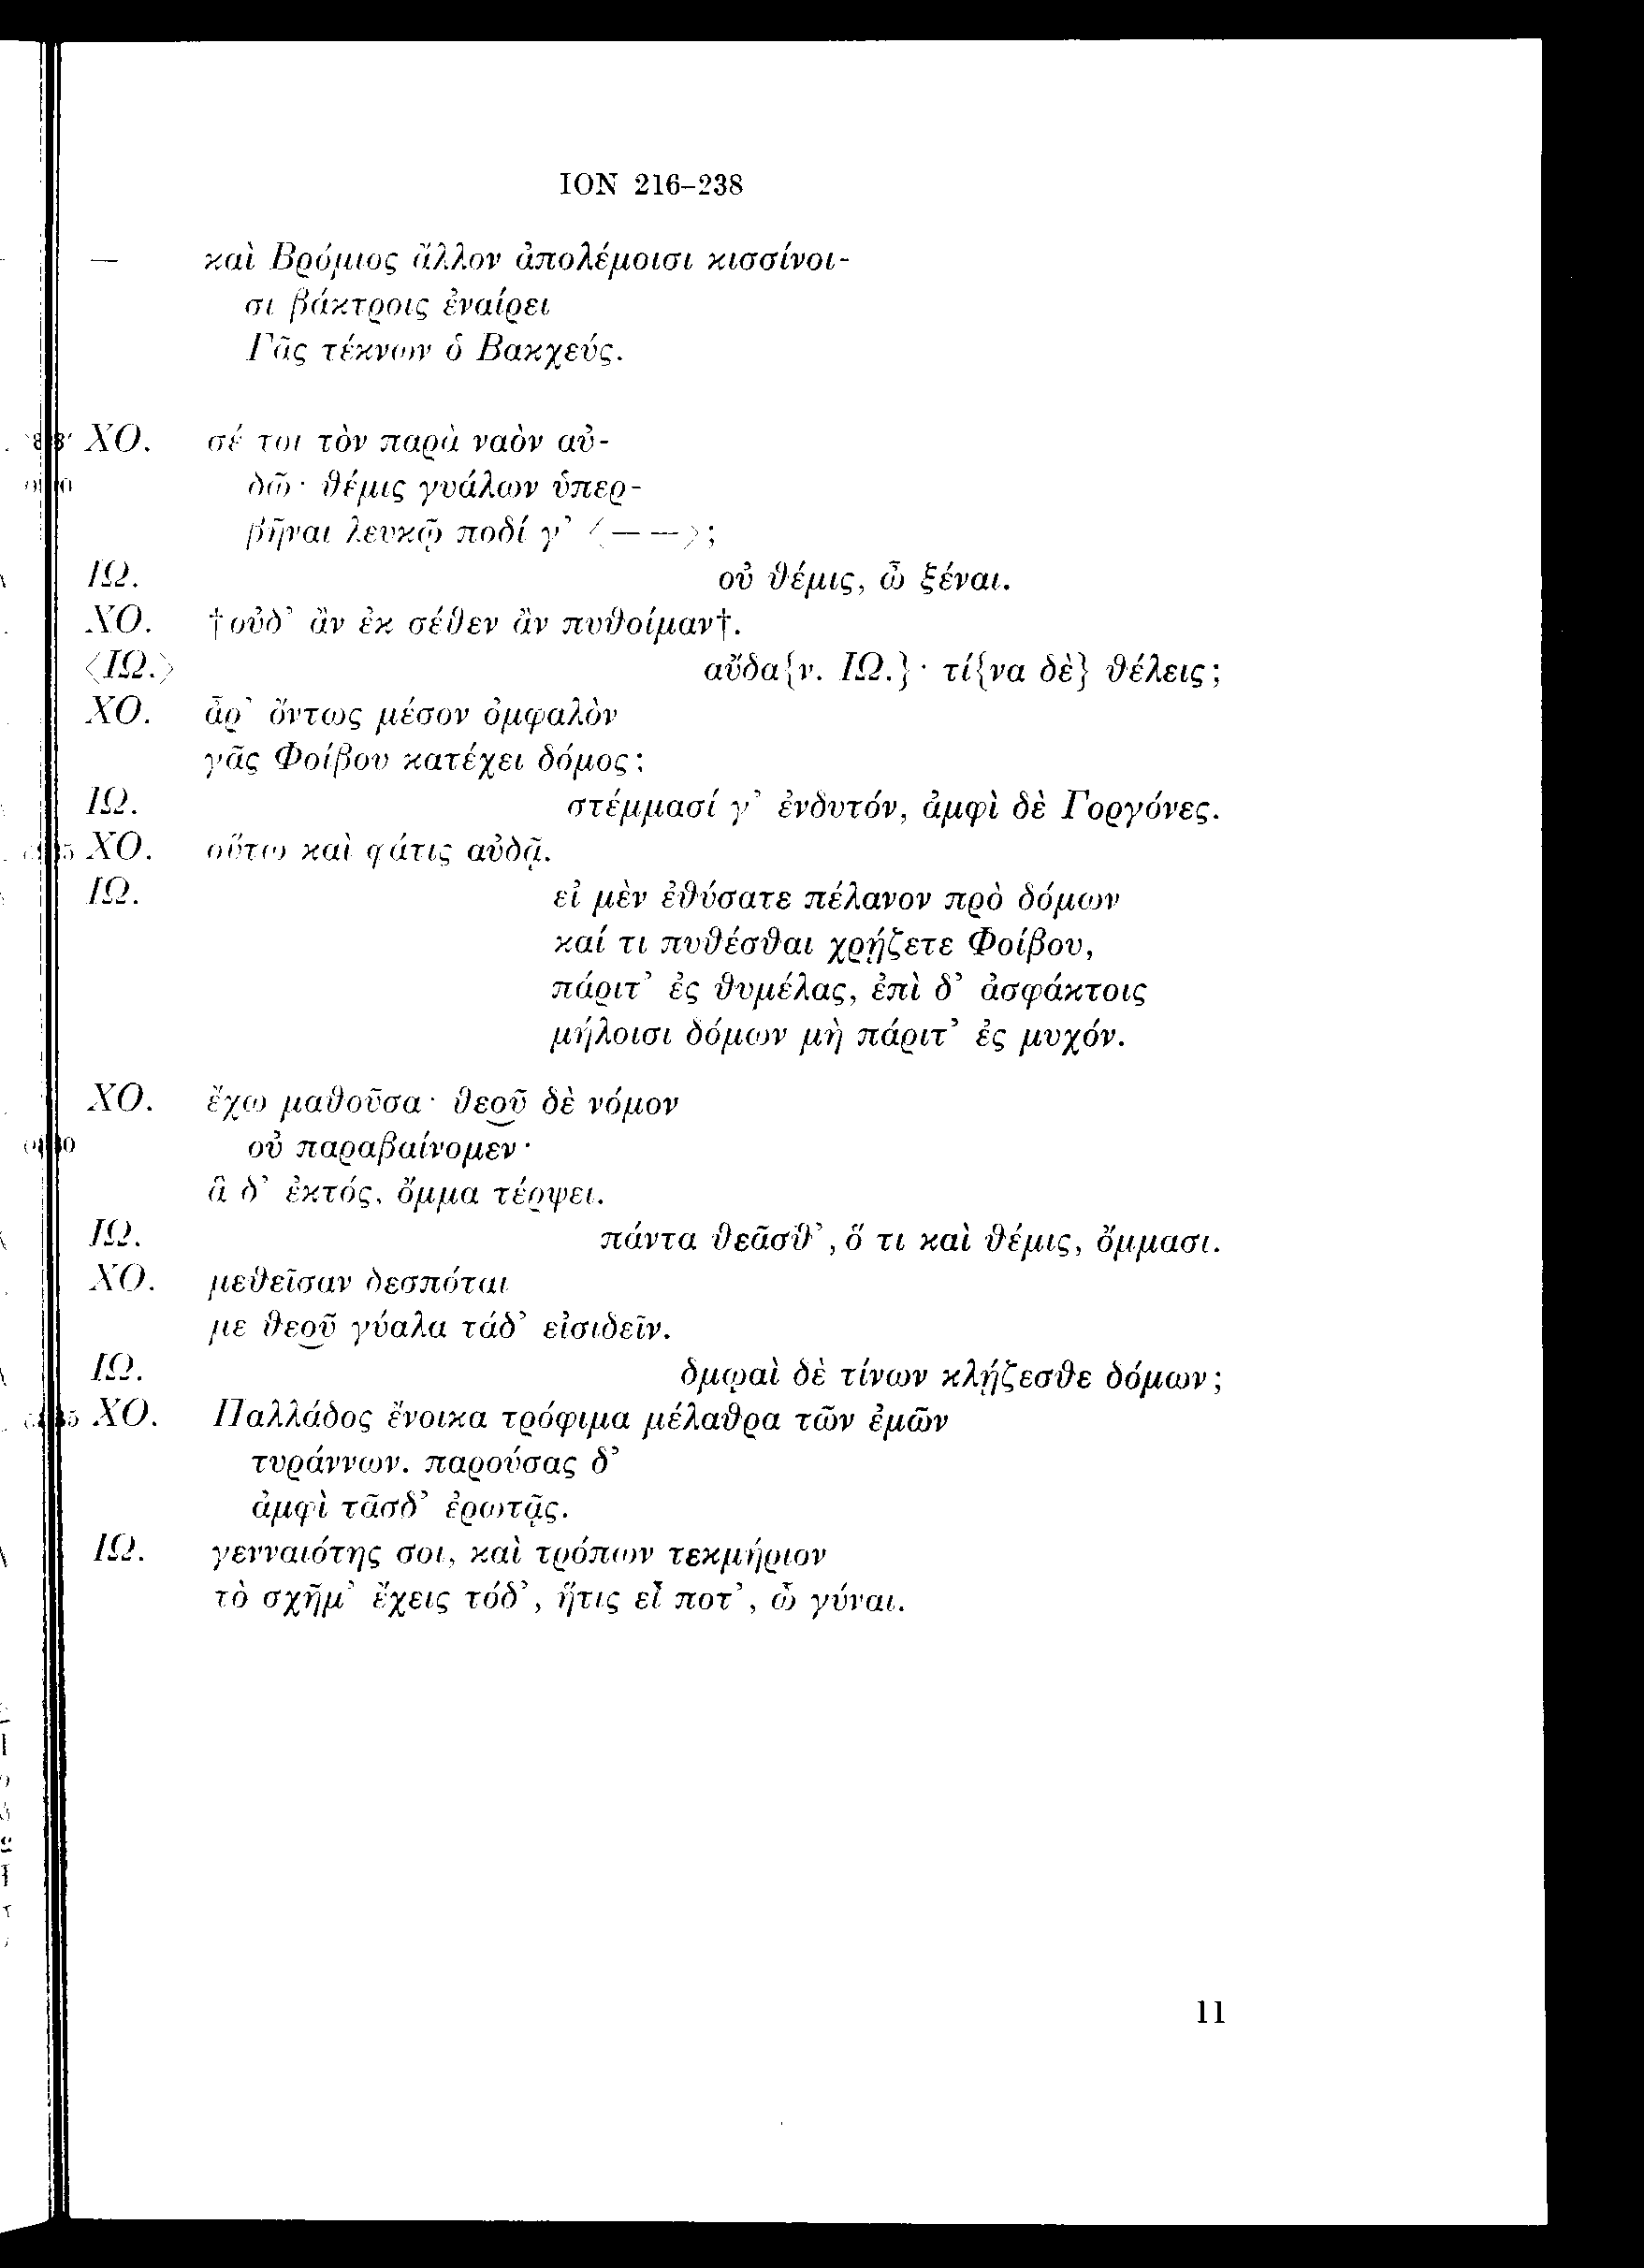 ION 216–238
— καὶ Βρόμιος ἄλλον ἀπολέμοισι κισσίνοι-
σι βάκτροις ἐναίρει
Γᾶς τέκνων ὁ Βακχεύς.
ΧΟ. σέ τοι τὸν παρὰ ναὸν αὐ-
δῶ· θέμις γυάλων ὑπερ-
βῆναι λευκῷ ποδί γ’ ⟨— —⟩;
ΙΩ. οὐ θέμις, ὦ ξέναι.
ΧΟ. †οὐδ’ ἂν ἐκ σέθεν ἂν πυθοίμαν†.
⟨ΙΩ.⟩ αὔδα{ν. ΙΩ.}· τί{να δὲ} θέλεις;
ΧΟ. ἆρ’ ὄντως μέσον ὀμφαλὸν
γᾶς Φοίβου κατέχει δόμος;
ΙΩ. στέμμασί γ’ ἐνδυτόν, ἀμφὶ δὲ Γοργόνες.
ΧΟ. οὕτω καὶ φάτις αὐδᾷ.
ΙΩ. εἰ μὲν ἐθύσατε πέλανον πρὸ δόμων
καί τι πυθέσθαι χρῄζετε Φοίβου,
πάριτ’ ἐς θυμέλας, ἐπὶ δ’ ἀσφάκτοις
μήλοισι δόμων μὴ πάριτ’ ἐς μυχόν.
ΧΟ. ἔχω μαθοῦσα· θεοῦ δὲ νόμον
οὐ παραβαίνομεν·
ἃ δ’ ἐκτός, ὄμμα τέρψει.
ΙΩ. πάντα θεᾶσθ’, ὅ τι καὶ θέμις, ὄμμασι.
ΧΟ. μεθεῖσαν δεσπόται
με θεοῦ γύαλα τάδ’ εἰσιδεῖν.
ΙΩ. δμῳαὶ δὲ τίνων κλῄζεσθε δόμων;
ΧΟ. Παλλάδος ἔνοικα τρόφιμα μέλαθρα τῶν ἐμῶν
τυράννων. παρούσας δ’
ἀμφὶ τᾶσδ’ ἐρωτᾷς.
ΙΩ. γενναιότης σοι, καὶ τρόπων τεκμήριον
τὸ σχῆμ’ ἔχεις τόδ’, ἥτις εἶ ποτ’, ὦ γύναι.
11